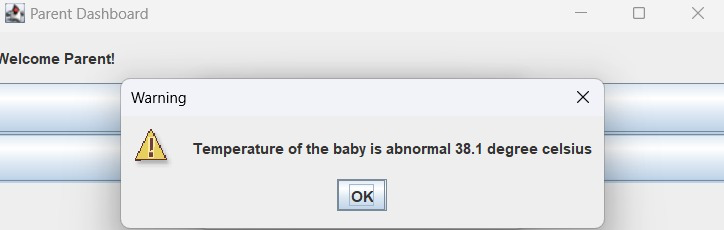 Parent Dashboard
Welcome Parent!
Warning
Temperature of the baby is abnormal 38.1 degree celsius
OK